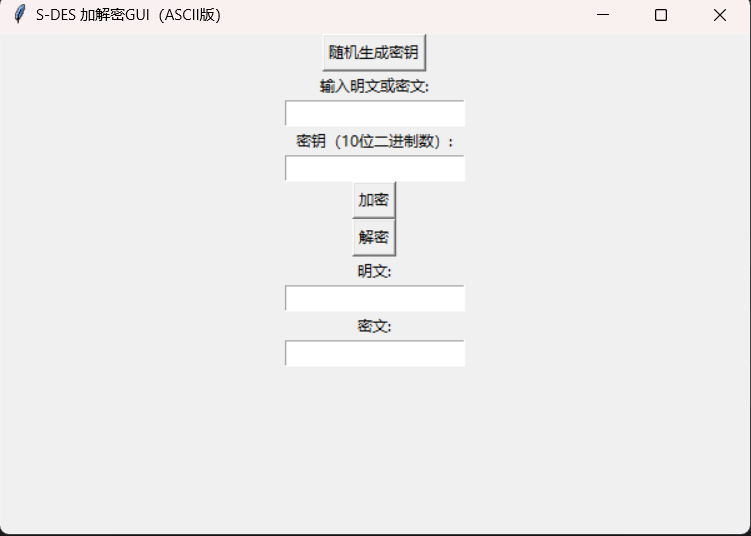 S-DES 加解密GUI（ASCII版）
随机生成密钥
输入明文或密文:
密钥（10位二进制数）:
加密
解密
明文:
密文: